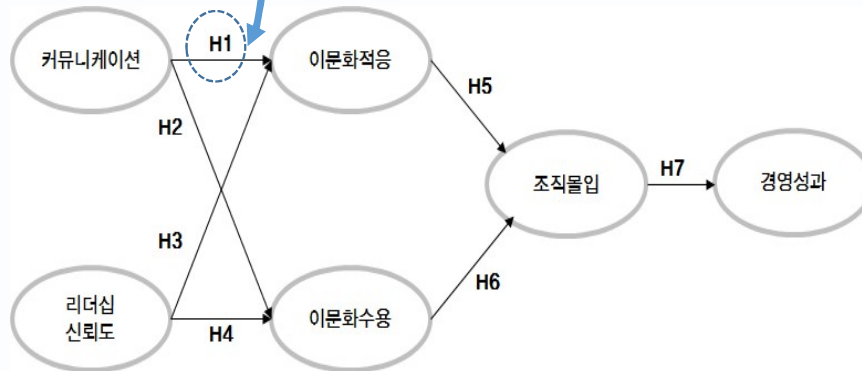 커뮤니케이션
H1
이문화적응
H2
H5
조직몰입
H7
경영성과
H3
H6
리더십
신뢰도
H4
이문화수용